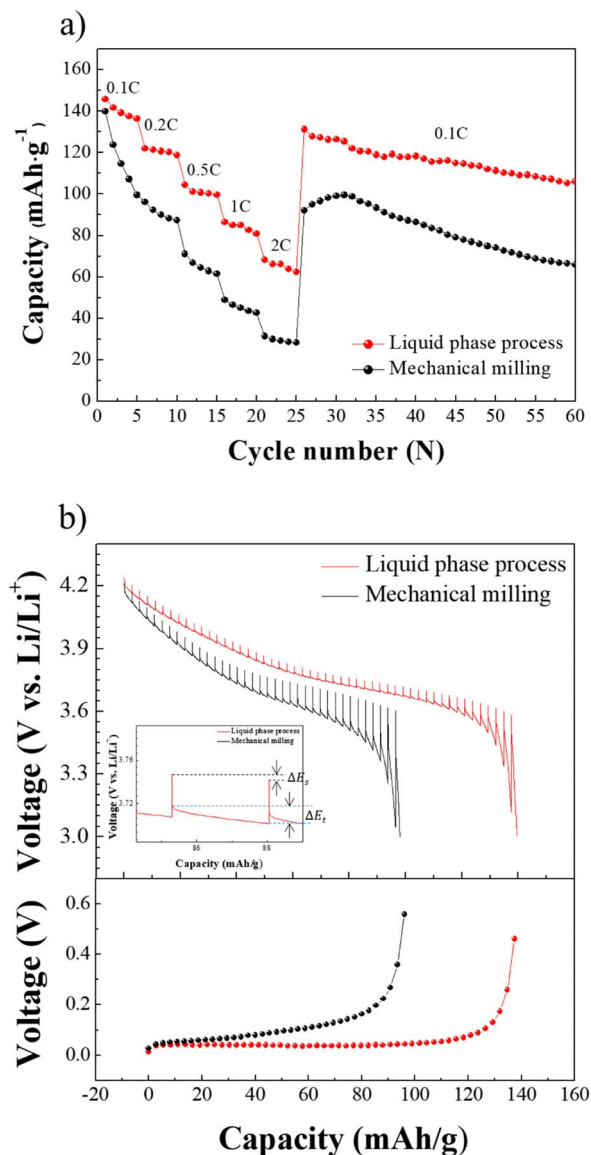 a)
160
140
120
100
80
60
40
20
0
Capacity (mAh·g⁻¹)
0.1C
0.2C
0.5C
1C
2C
0.1C
Liquid phase process
Mechanical milling
0 5 10 15 20 25 30 35 40 45 50 55 60
Cycle number (N)
b)
4.2
3.9
3.6
3.3
3.0
Voltage (V vs. Li/Li⁺)
Liquid phase process
Mechanical milling
Liquid phase process
Mechanical milling
3.76
3.72
Voltage (V vs. Li/Li⁺)
ΔEs
ΔEt
86 88
Capacity (mAh/g)
0.6
0.4
0.2
0.0
Voltage (V)
-20 0 20 40 60 80 100 120 140 160
Capacity (mAh/g)